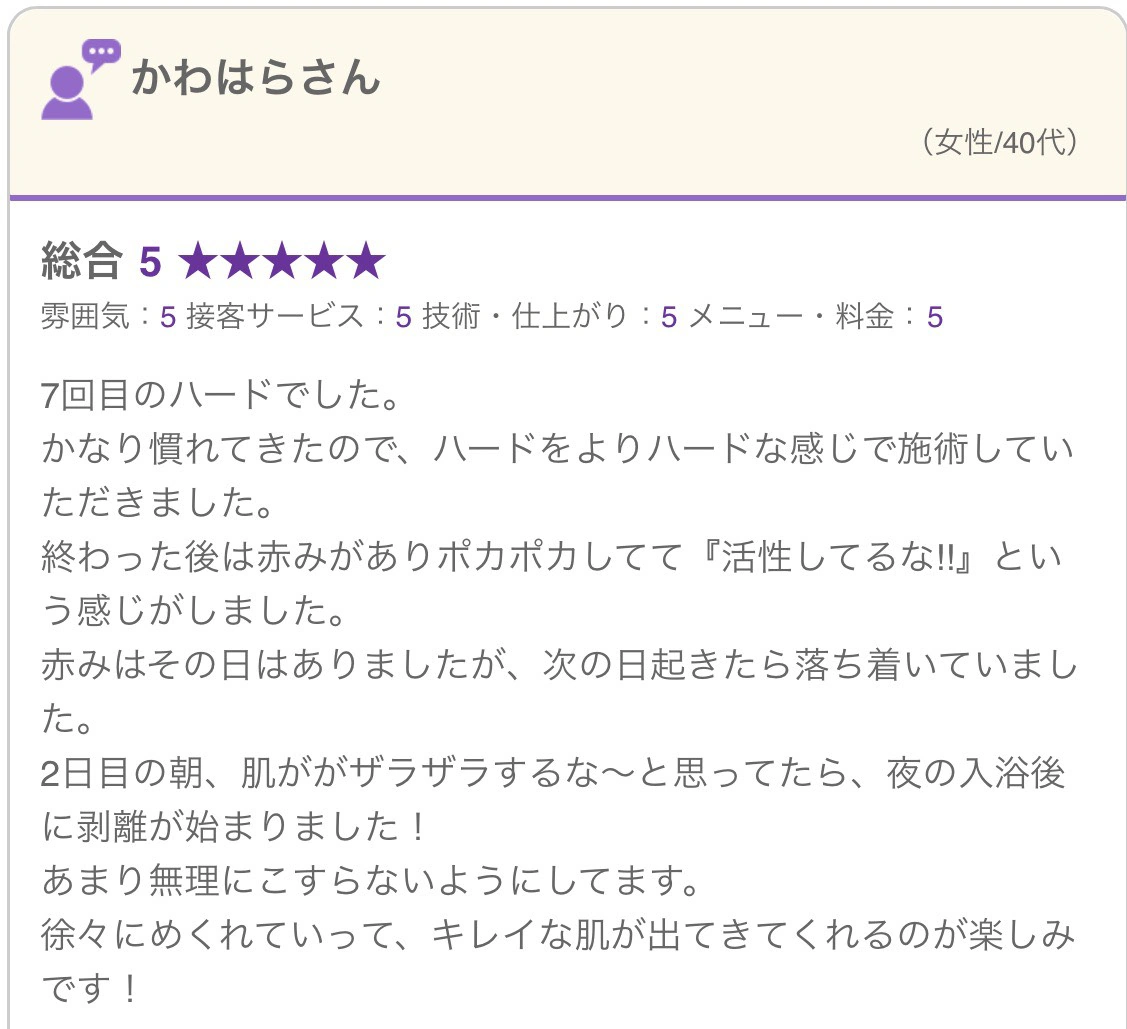 かわはらさん
（女性/40代）
総合 5 ★★★★★
雰囲気：5 接客サービス：5 技術・仕上がり：5 メニュー・料金：5
7回目のハードでした。
かなり慣れてきたので、ハードをよりハードな感じで施術してい
ただきました。
終わった後は赤みがありポカポカしてて『活性してるな!!』とい
う感じがしました。
赤みはその日はありましたが、次の日起きたら落ち着いていまし
た。
2日目の朝、肌ががザラザラするな〜と思ってたら、夜の入浴後
に剥離が始まりました！
あまり無理にこすらないようにしてます。
徐々にめくれていって、キレイな肌が出てきてくれるのが楽しみ
です！